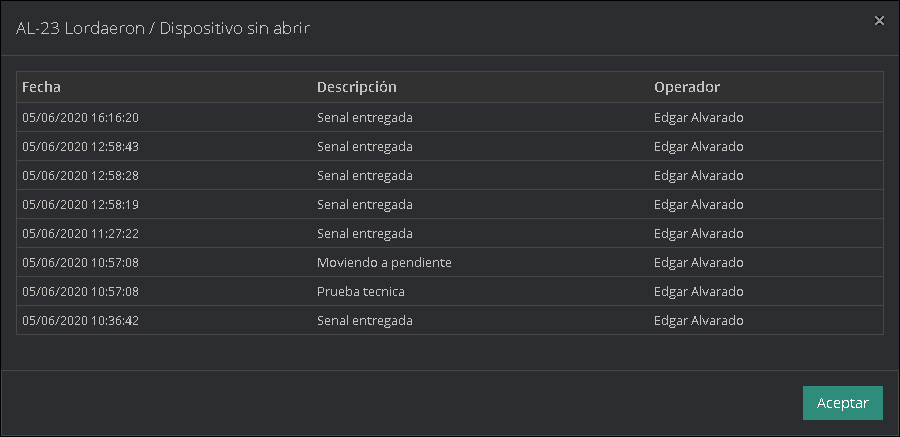 AL-23 Lordaeron / Dispositivo sin abrir ×
Fecha Descripción Operador
05/06/2020 16:16:20 Senal entregada Edgar Alvarado
05/06/2020 12:58:43 Senal entregada Edgar Alvarado
05/06/2020 12:58:28 Senal entregada Edgar Alvarado
05/06/2020 12:58:19 Senal entregada Edgar Alvarado
05/06/2020 11:27:22 Senal entregada Edgar Alvarado
05/06/2020 10:57:08 Moviendo a pendiente Edgar Alvarado
05/06/2020 10:57:08 Prueba tecnica Edgar Alvarado
05/06/2020 10:36:42 Senal entregada Edgar Alvarado
Aceptar